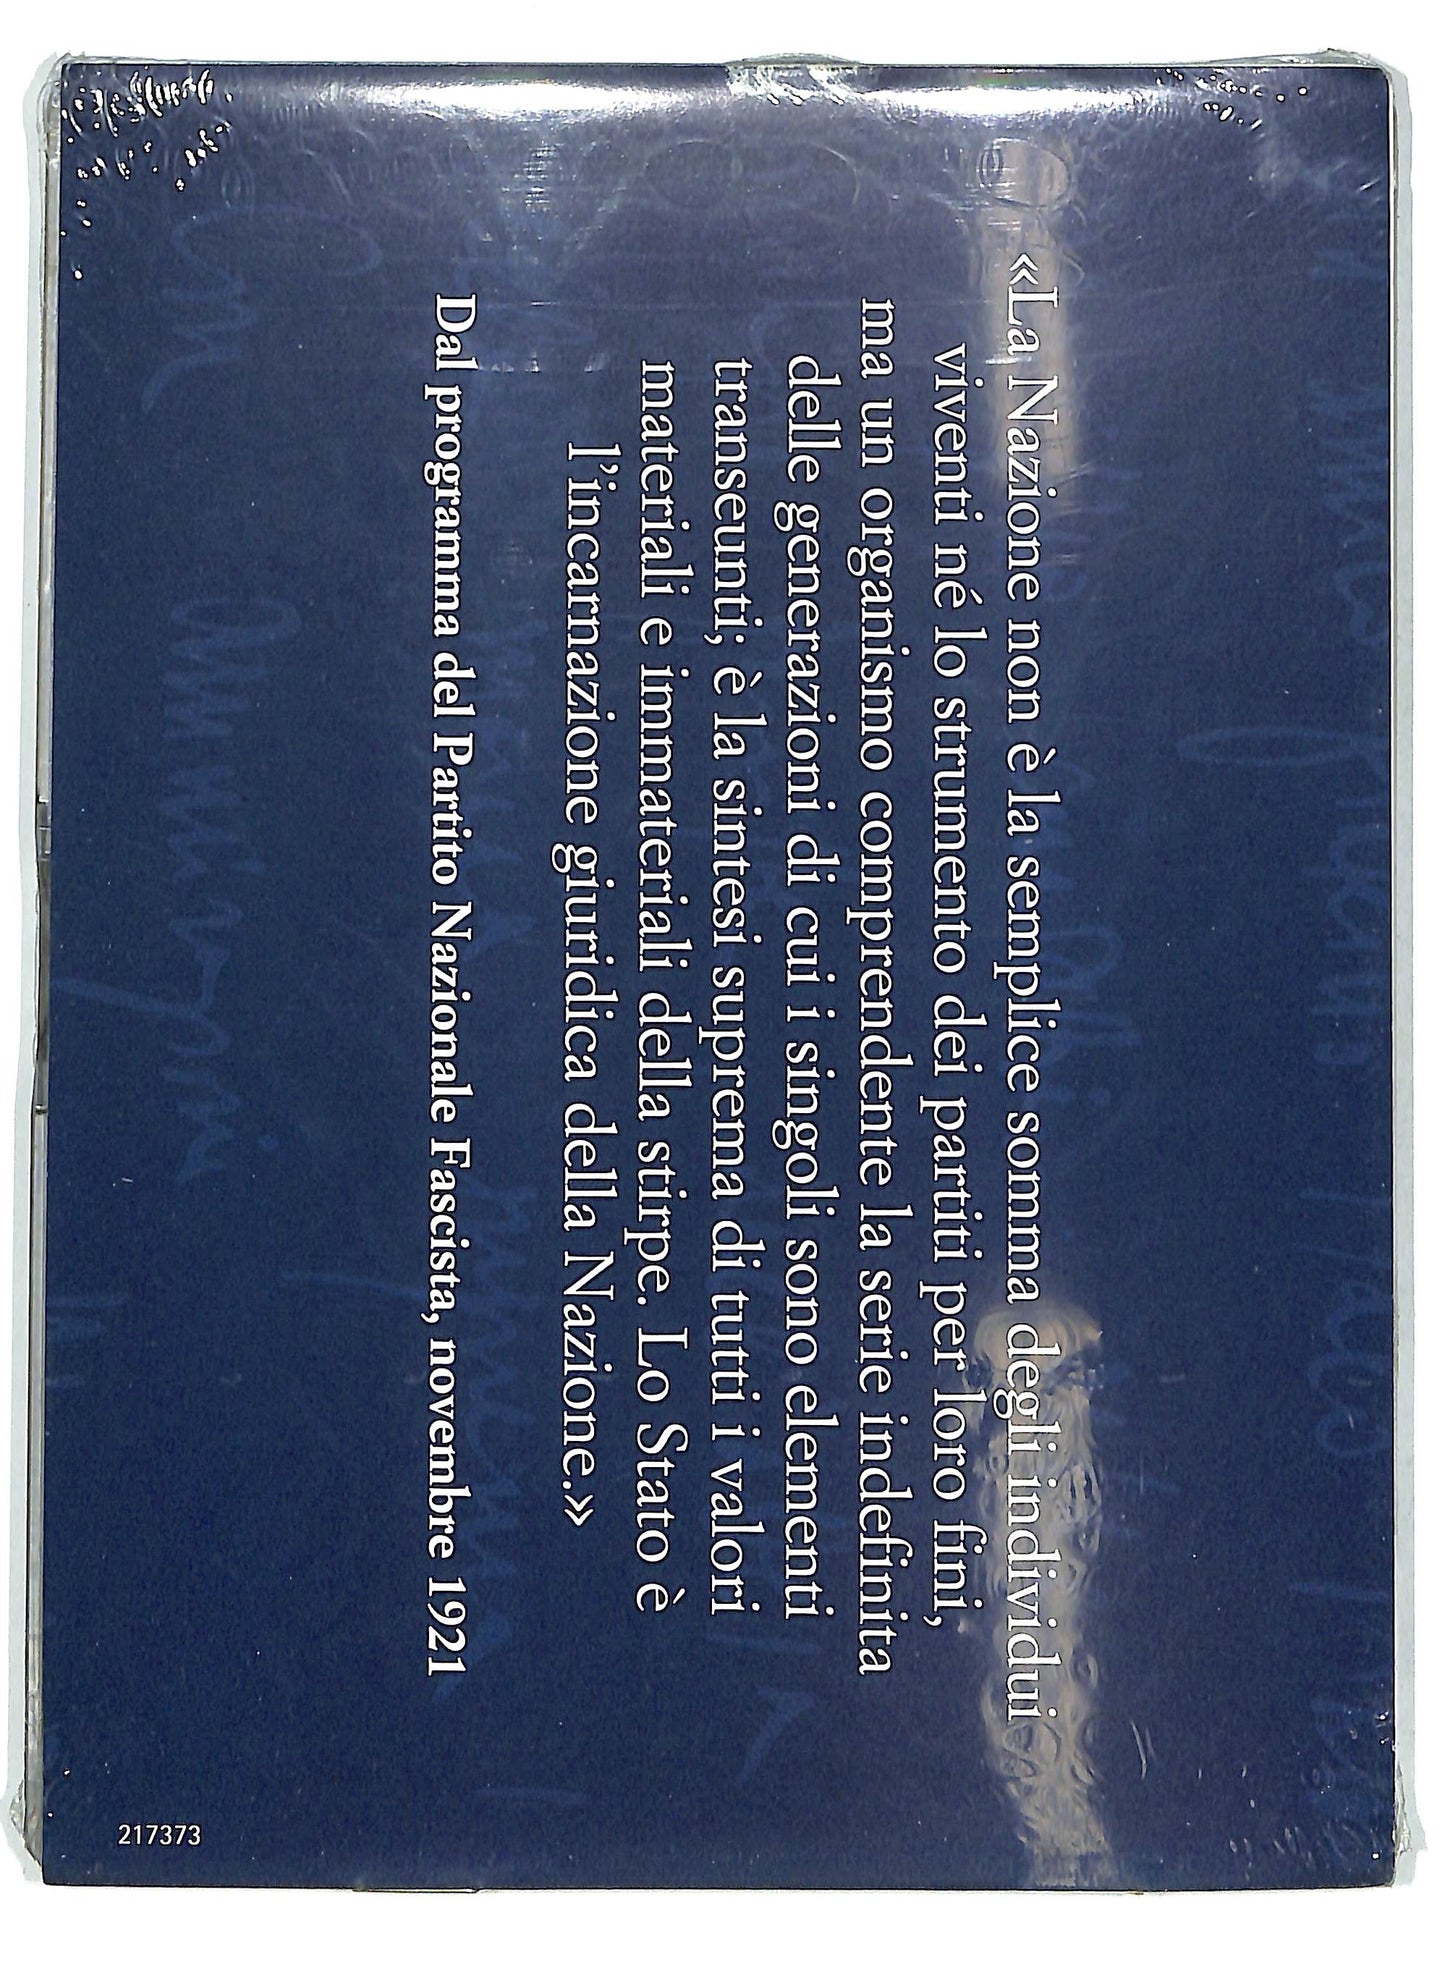 «La Nazione non è la semplice somma degli individui
viventi né lo strumento dei partiti per loro fini,
ma un organismo comprendente la serie indefinita
delle generazioni di cui i singoli sono elementi
transeunti; è la sintesi suprema di tutti i valori
materiali e immateriali della stirpe. Lo Stato è
l'incarnazione giuridica della Nazione.»
Dal programma del Partito Nazionale Fascista, novembre 1921
217373